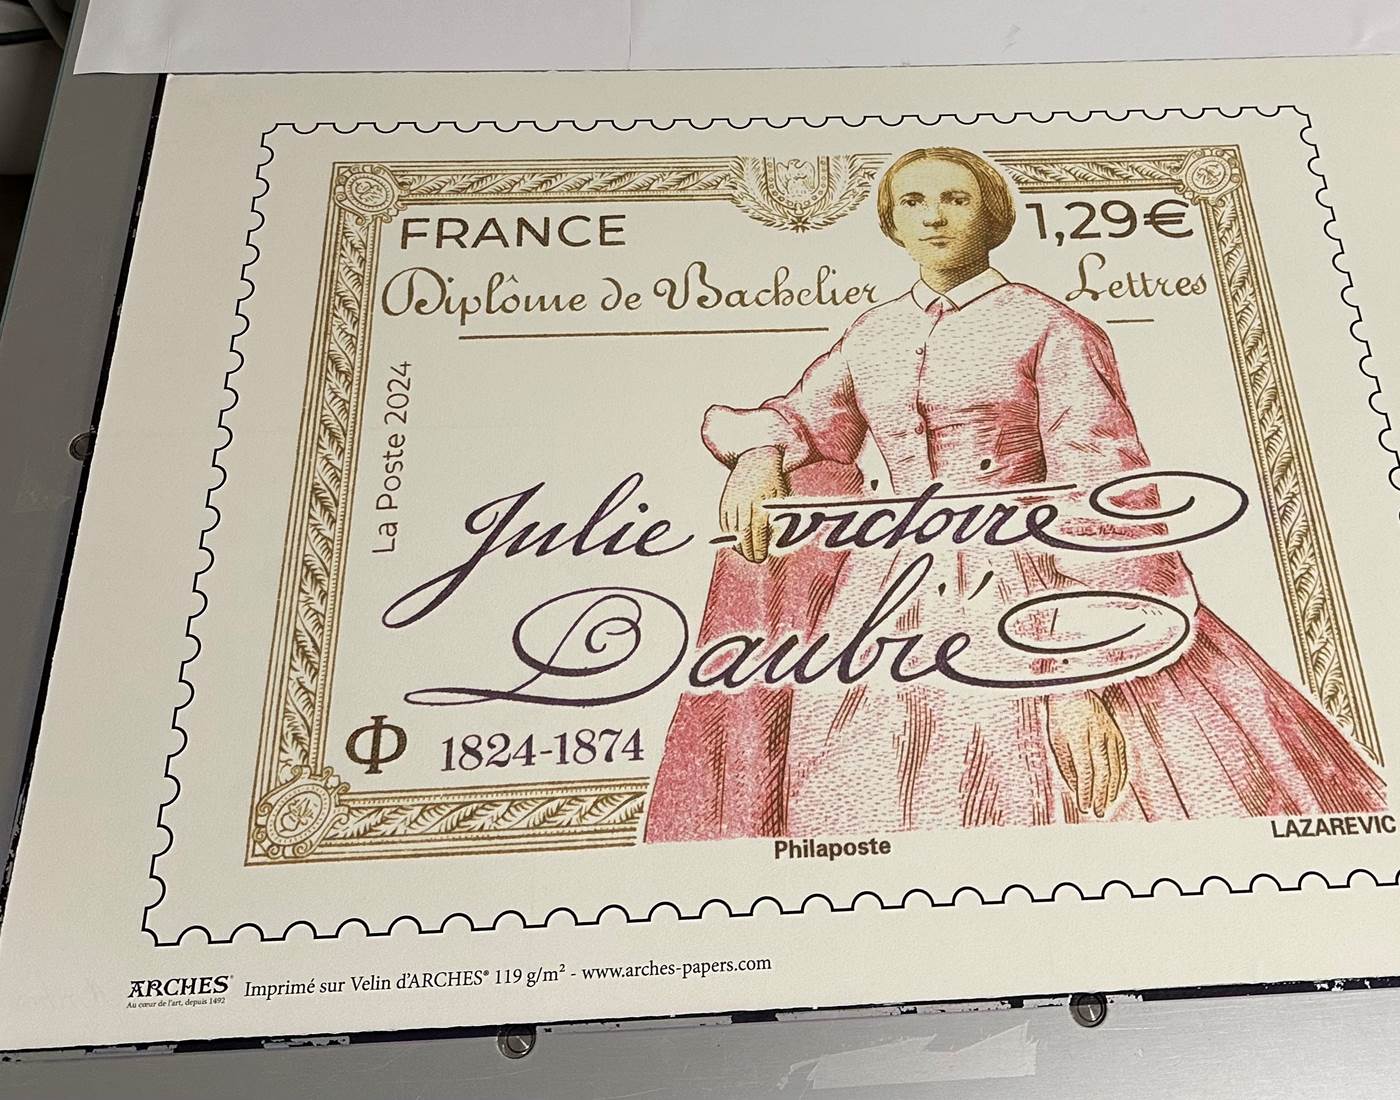 FRANCE 1,29€
Diplôme de Bachelier Lettres
La Poste 2024
Julie-victoire
Daubié
Φ 1824-1874
Philaposte
LAZAREVIC
ARCHES®
Au cœur de l'art, depuis 1492
Imprimé sur Velin d'ARCHES® 119 g/m² - www.arches-papers.com